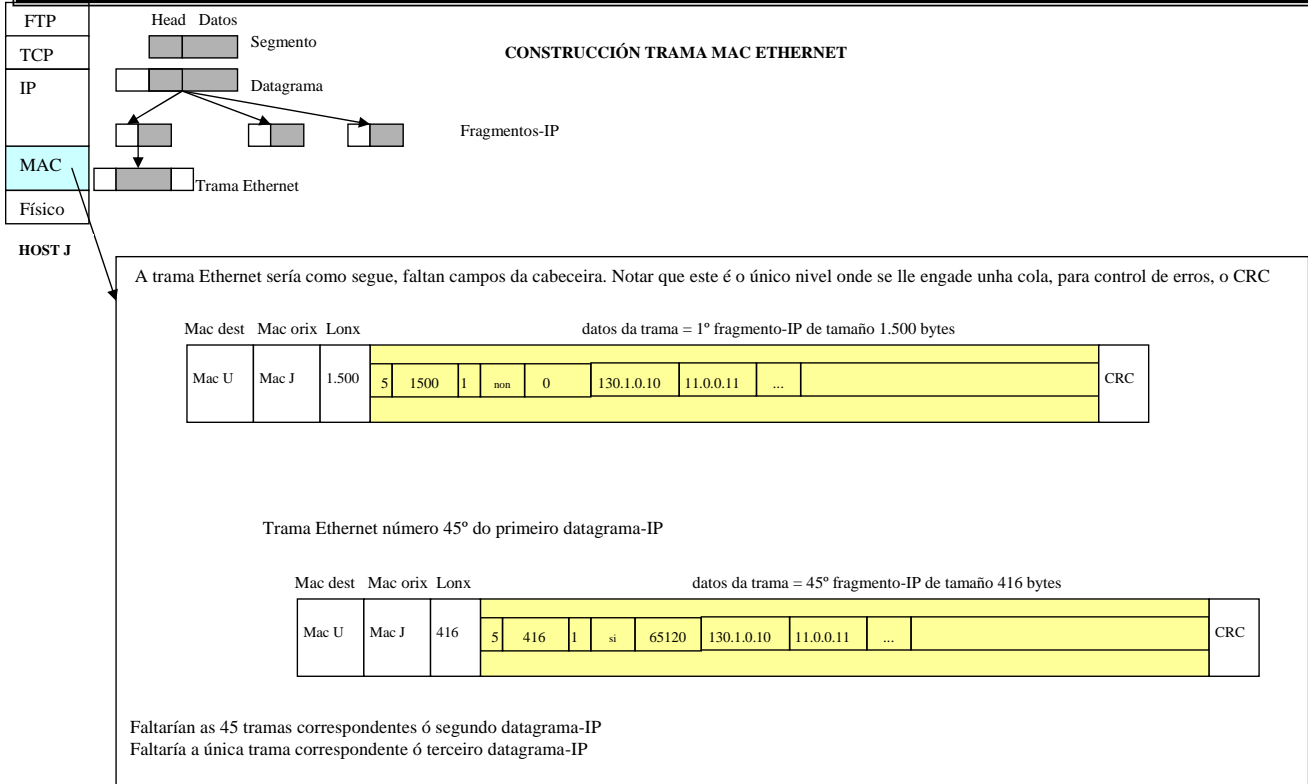 FTP
TCP
IP
MAC
Físico
HOST J
Head Datos
Segmento
Datagrama
Fragmentos-IP
Trama Ethernet
CONSTRUCCIÓN TRAMA MAC ETHERNET
A trama Ethernet sería como segue, faltan campos da cabeceira. Notar que este é o único nivel onde se lle engade unha cola, para control de erros, o CRC
Mac dest Mac orix Lonx datos da trama = 1º fragmento-IP de tamaño 1.500 bytes
Mac U Mac J 1.500 5 1500 1 non 0 130.1.0.10 11.0.0.11 ... CRC
Trama Ethernet número 45º do primeiro datagrama-IP
Mac dest Mac orix Lonx datos da trama = 45º fragmento-IP de tamaño 416 bytes
Mac U Mac J 416 5 416 1 si 65120 130.1.0.10 11.0.0.11 ... CRC
Faltarían as 45 tramas correspondentes ó segundo datagrama-IP
Faltaría a única trama correspondente ó terceiro datagrama-IP